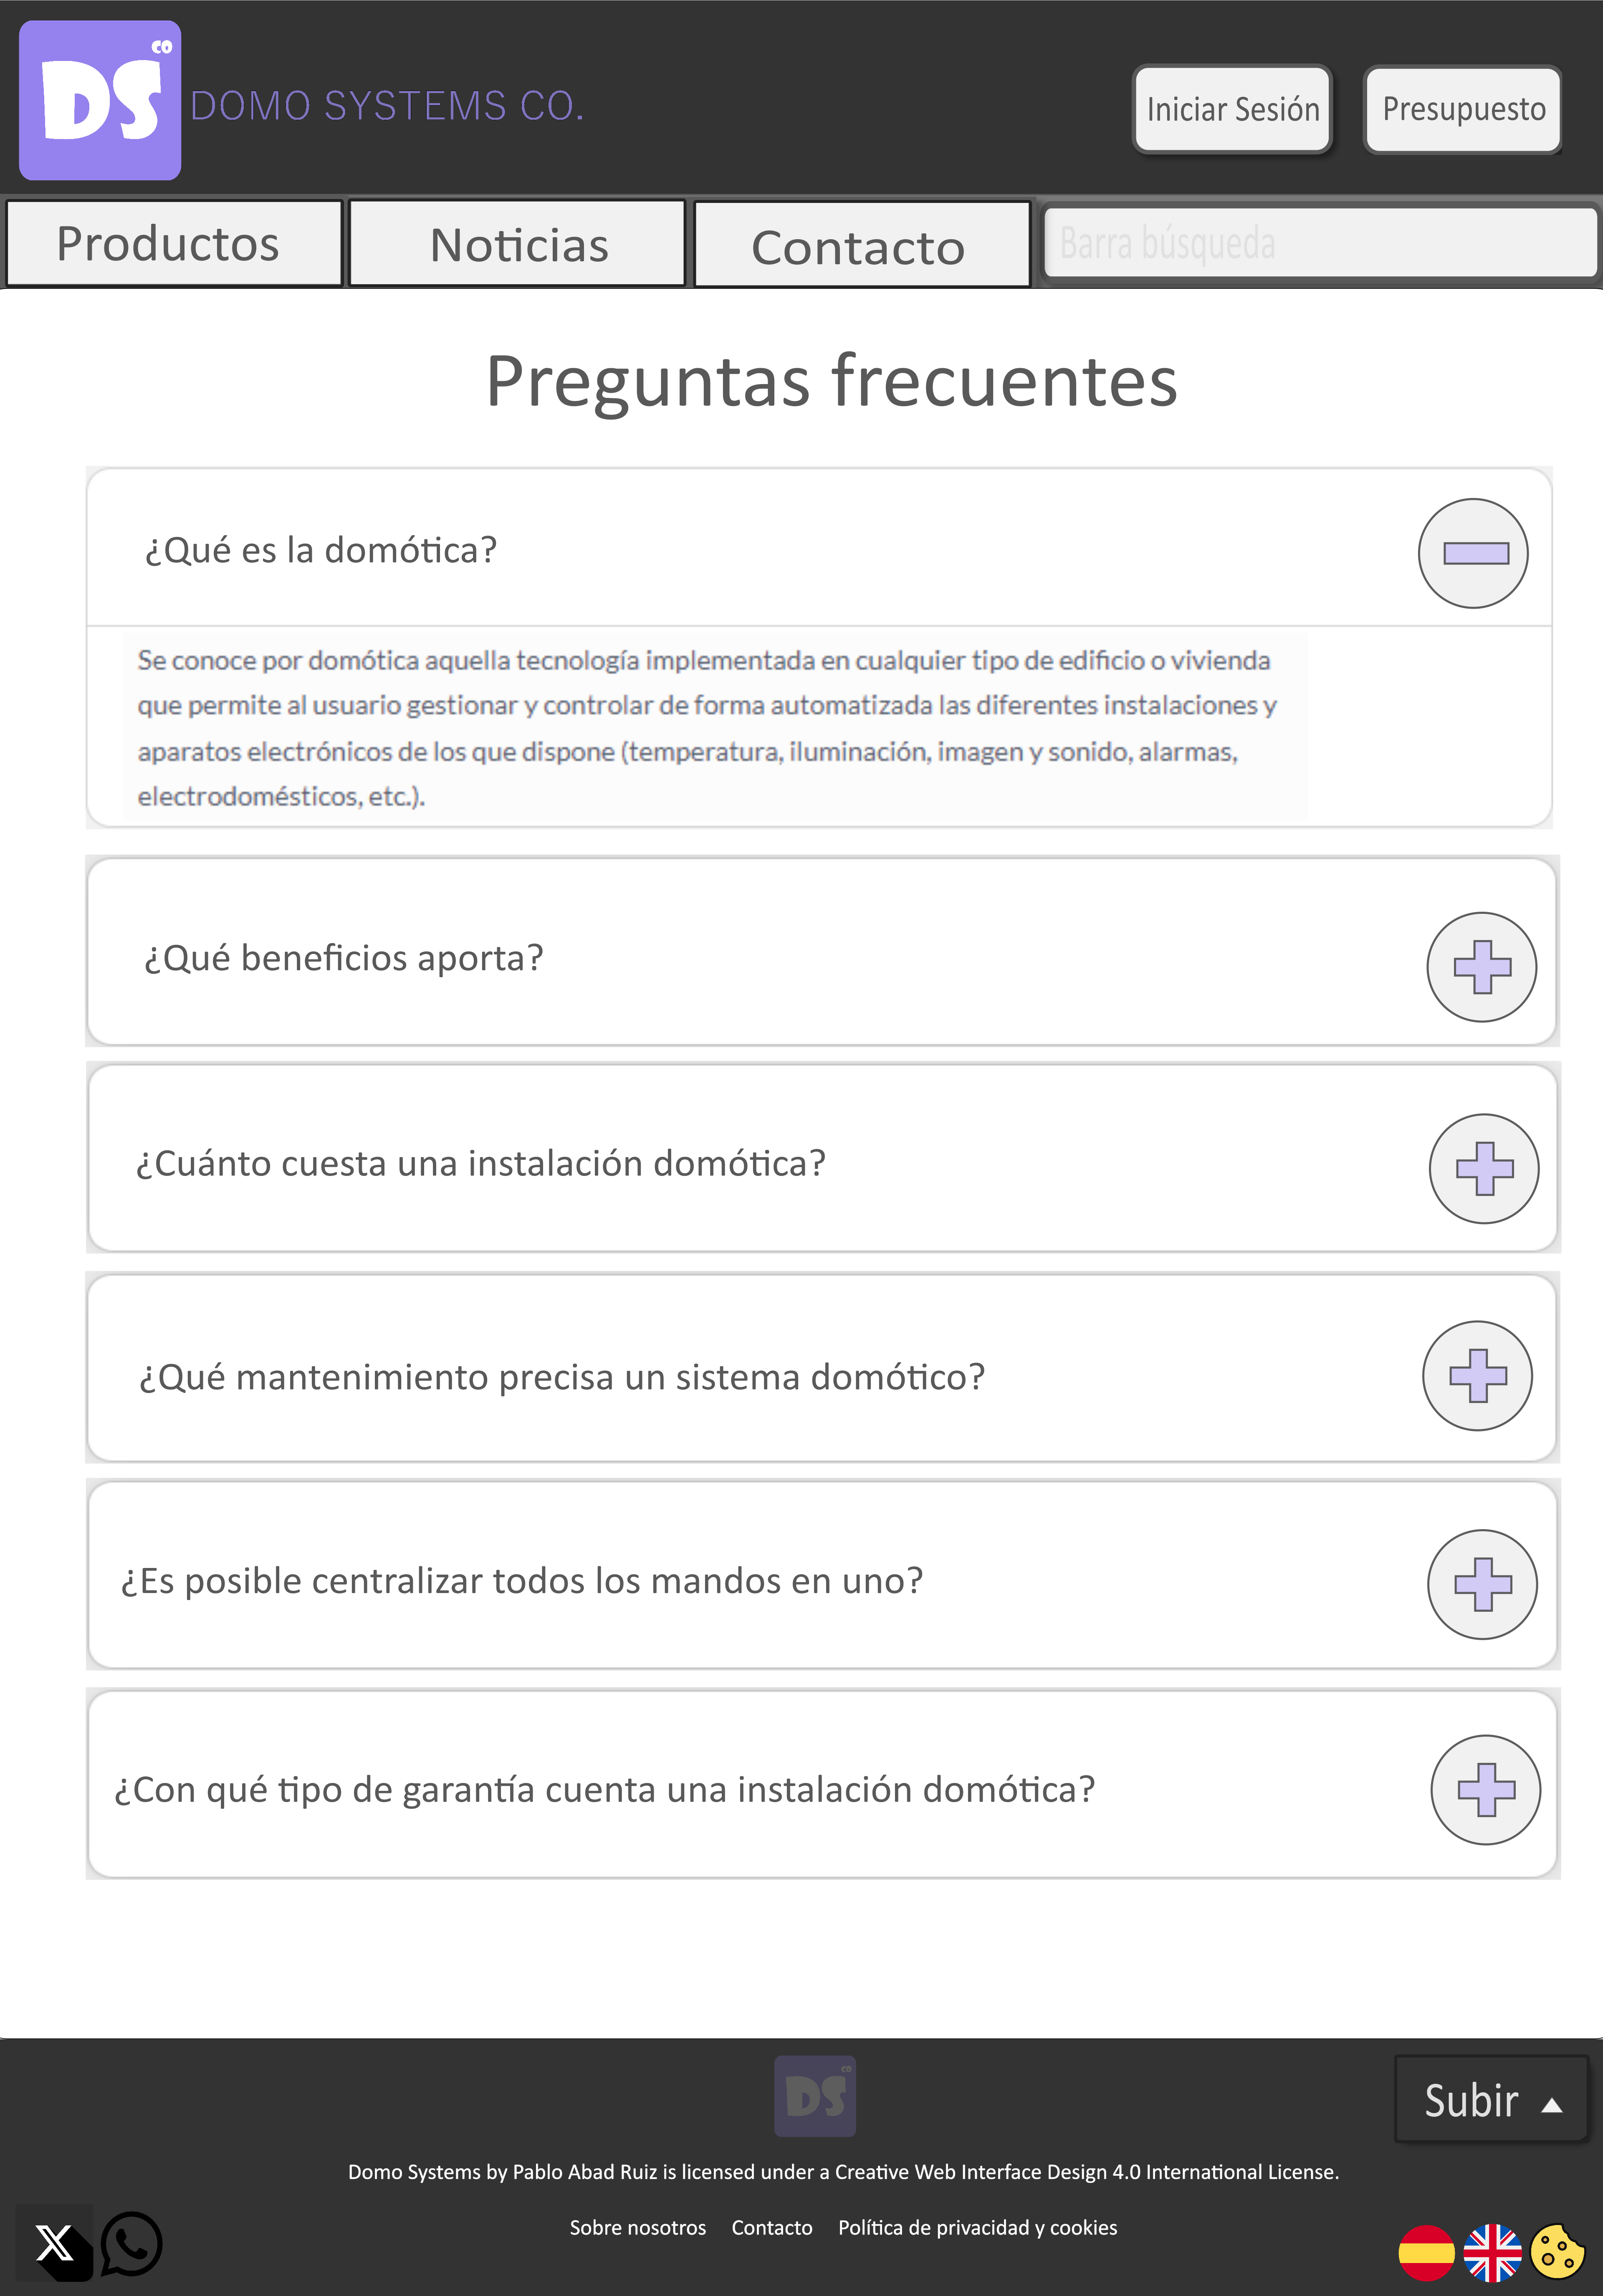 DS co
DOMO SYSTEMS CO.
Iniciar Sesión
Presupuesto
Productos
Noticias
Contacto
Barra búsqueda
Preguntas frecuentes
¿Qué es la domótica?
Se conoce por domótica aquella tecnología implementada en cualquier tipo de edificio o vivienda
que permite al usuario gestionar y controlar de forma automatizada las diferentes instalaciones y
aparatos electrónicos de los que dispone (temperatura, iluminación, imagen y sonido, alarmas,
electrodomésticos, etc.).
¿Qué beneficios aporta?
¿Cuánto cuesta una instalación domótica?
¿Qué mantenimiento precisa un sistema domótico?
¿Es posible centralizar todos los mandos en uno?
¿Con qué tipo de garantía cuenta una instalación domótica?
DS co
Subir
Domo Systems by Pablo Abad Ruiz is licensed under a Creative Web Interface Design 4.0 International License.
Sobre nosotros Contacto Política de privacidad y cookies
X